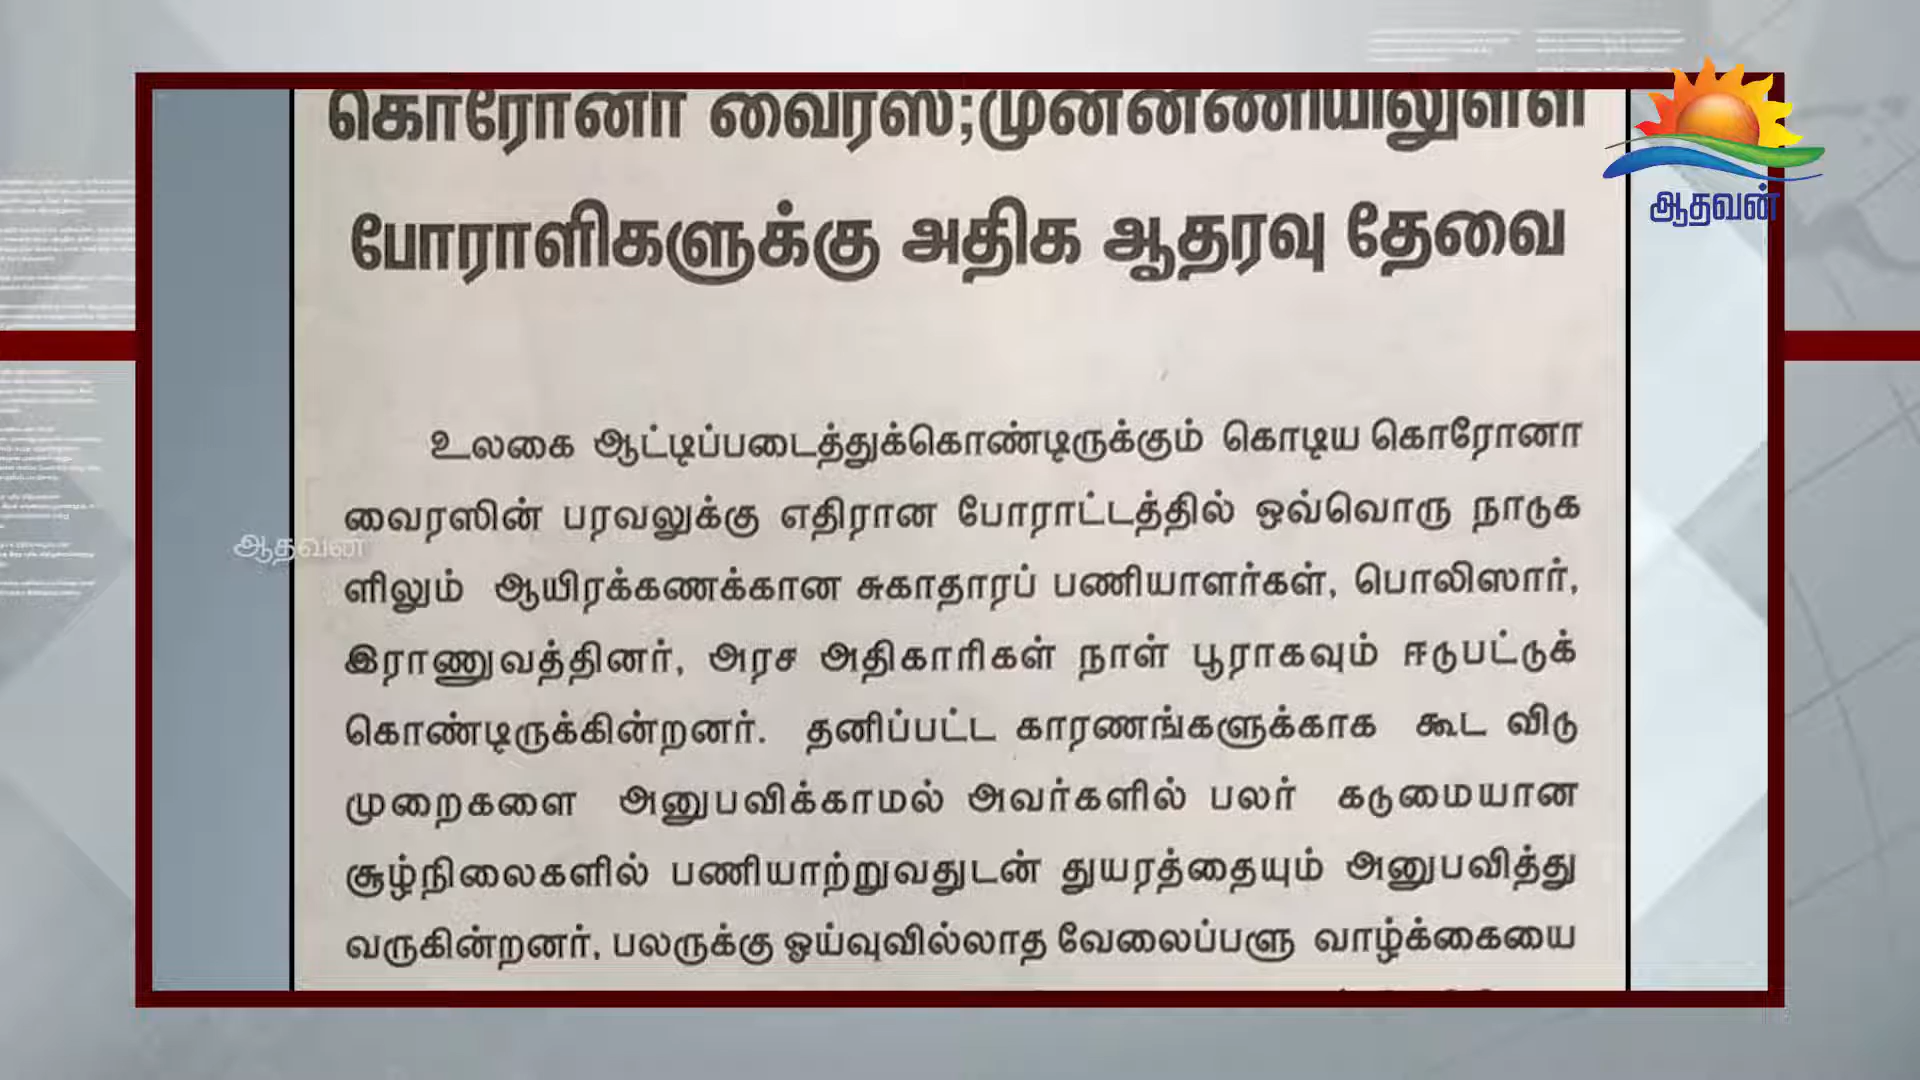 கொரோனா வைரஸ்;முன்னணியிலுள்ள
ஆதவன்
போராளிகளுக்கு அதிக ஆதரவு தேவை
உலகை ஆட்டிப்படைத்துக்கொண்டிருக்கும் கொடிய கொரோனா
வைரஸின் பரவலுக்கு எதிரான போராட்டத்தில் ஒவ்வொரு நாடுக
ஆதவன்
ளிலும் ஆயிரக்கணக்கான சுகாதாரப் பணியாளர்கள், பொலிஸார்,
இராணுவத்தினர், அரச அதிகாரிகள் நாள் பூராகவும் ஈடுபட்டுக்
கொண்டிருக்கின்றனர். தனிப்பட்ட காரணங்களுக்காக கூட விடு
முறைகளை அனுபவிக்காமல் அவர்களில் பலர் கடுமையான
சூழ்நிலைகளில் பணியாற்றுவதுடன் துயரத்தையும் அனுபவித்து
வருகின்றனர், பலருக்கு ஓய்வுவில்லாத வேலைப்பளு வாழ்க்கையை